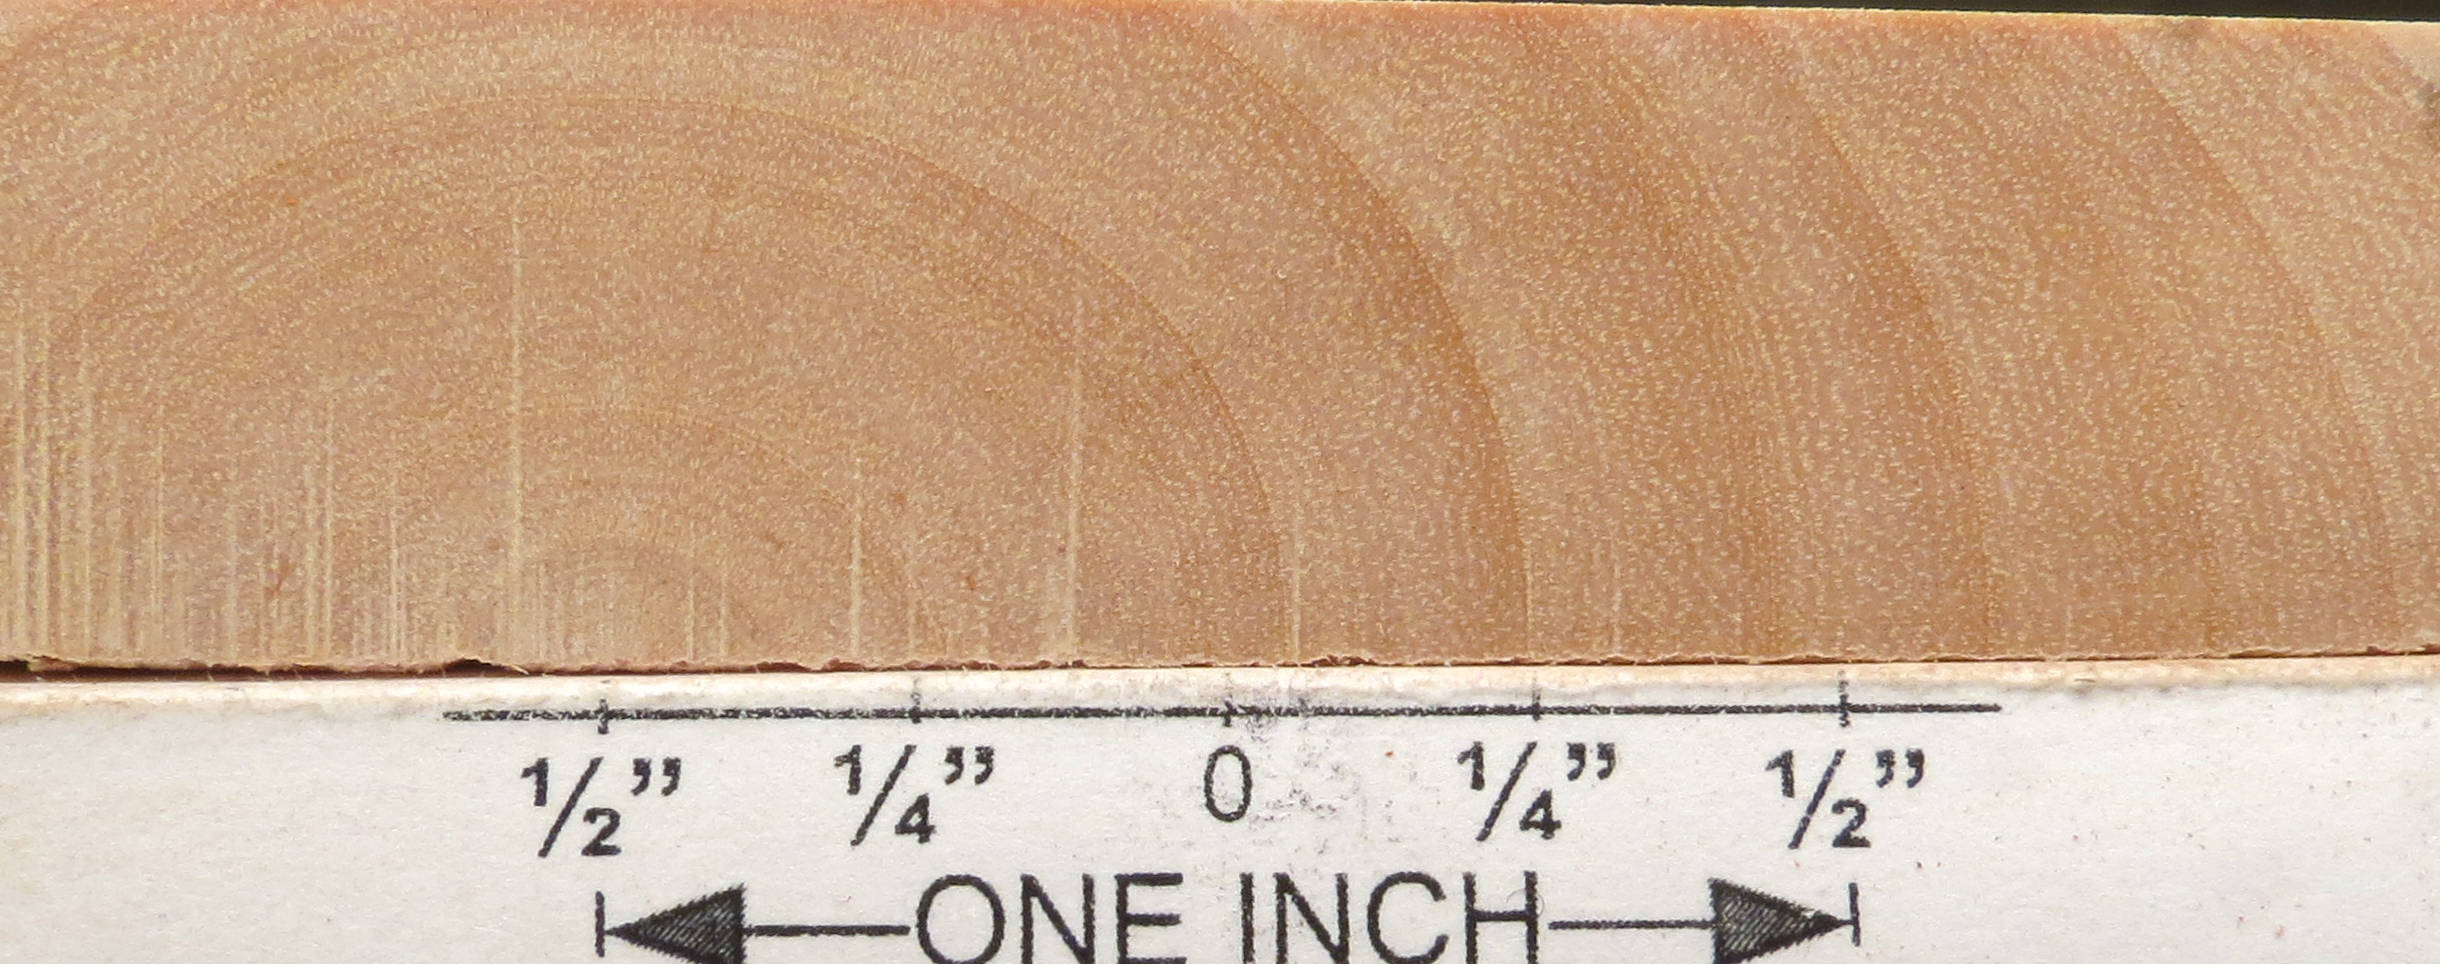 1/2” 1/4” 0 1/4” 1/2”
ONE INCH